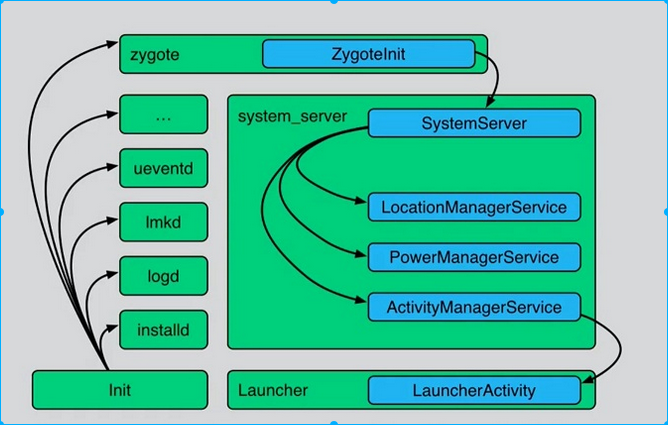 zygote
ZygoteInit
...
system_server
SystemServer
ueventd
LocationManagerService
lmkd
PowerManagerService
logd
ActivityManagerService
installd
Init
Launcher
LauncherActivity